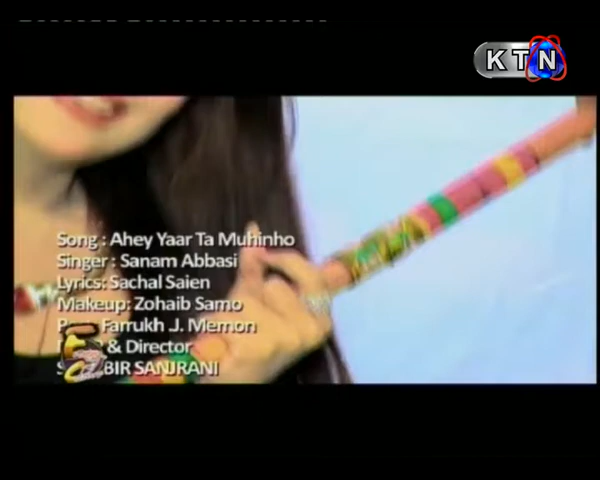 KTN
Song : Ahey Yaar Ta Muhinho
Singer : Sanam Abbasi
Lyrics: Sachal Saien
Makeup: Zohaib Samo
Farrukh .J. Memon
& Director
SANJRANI